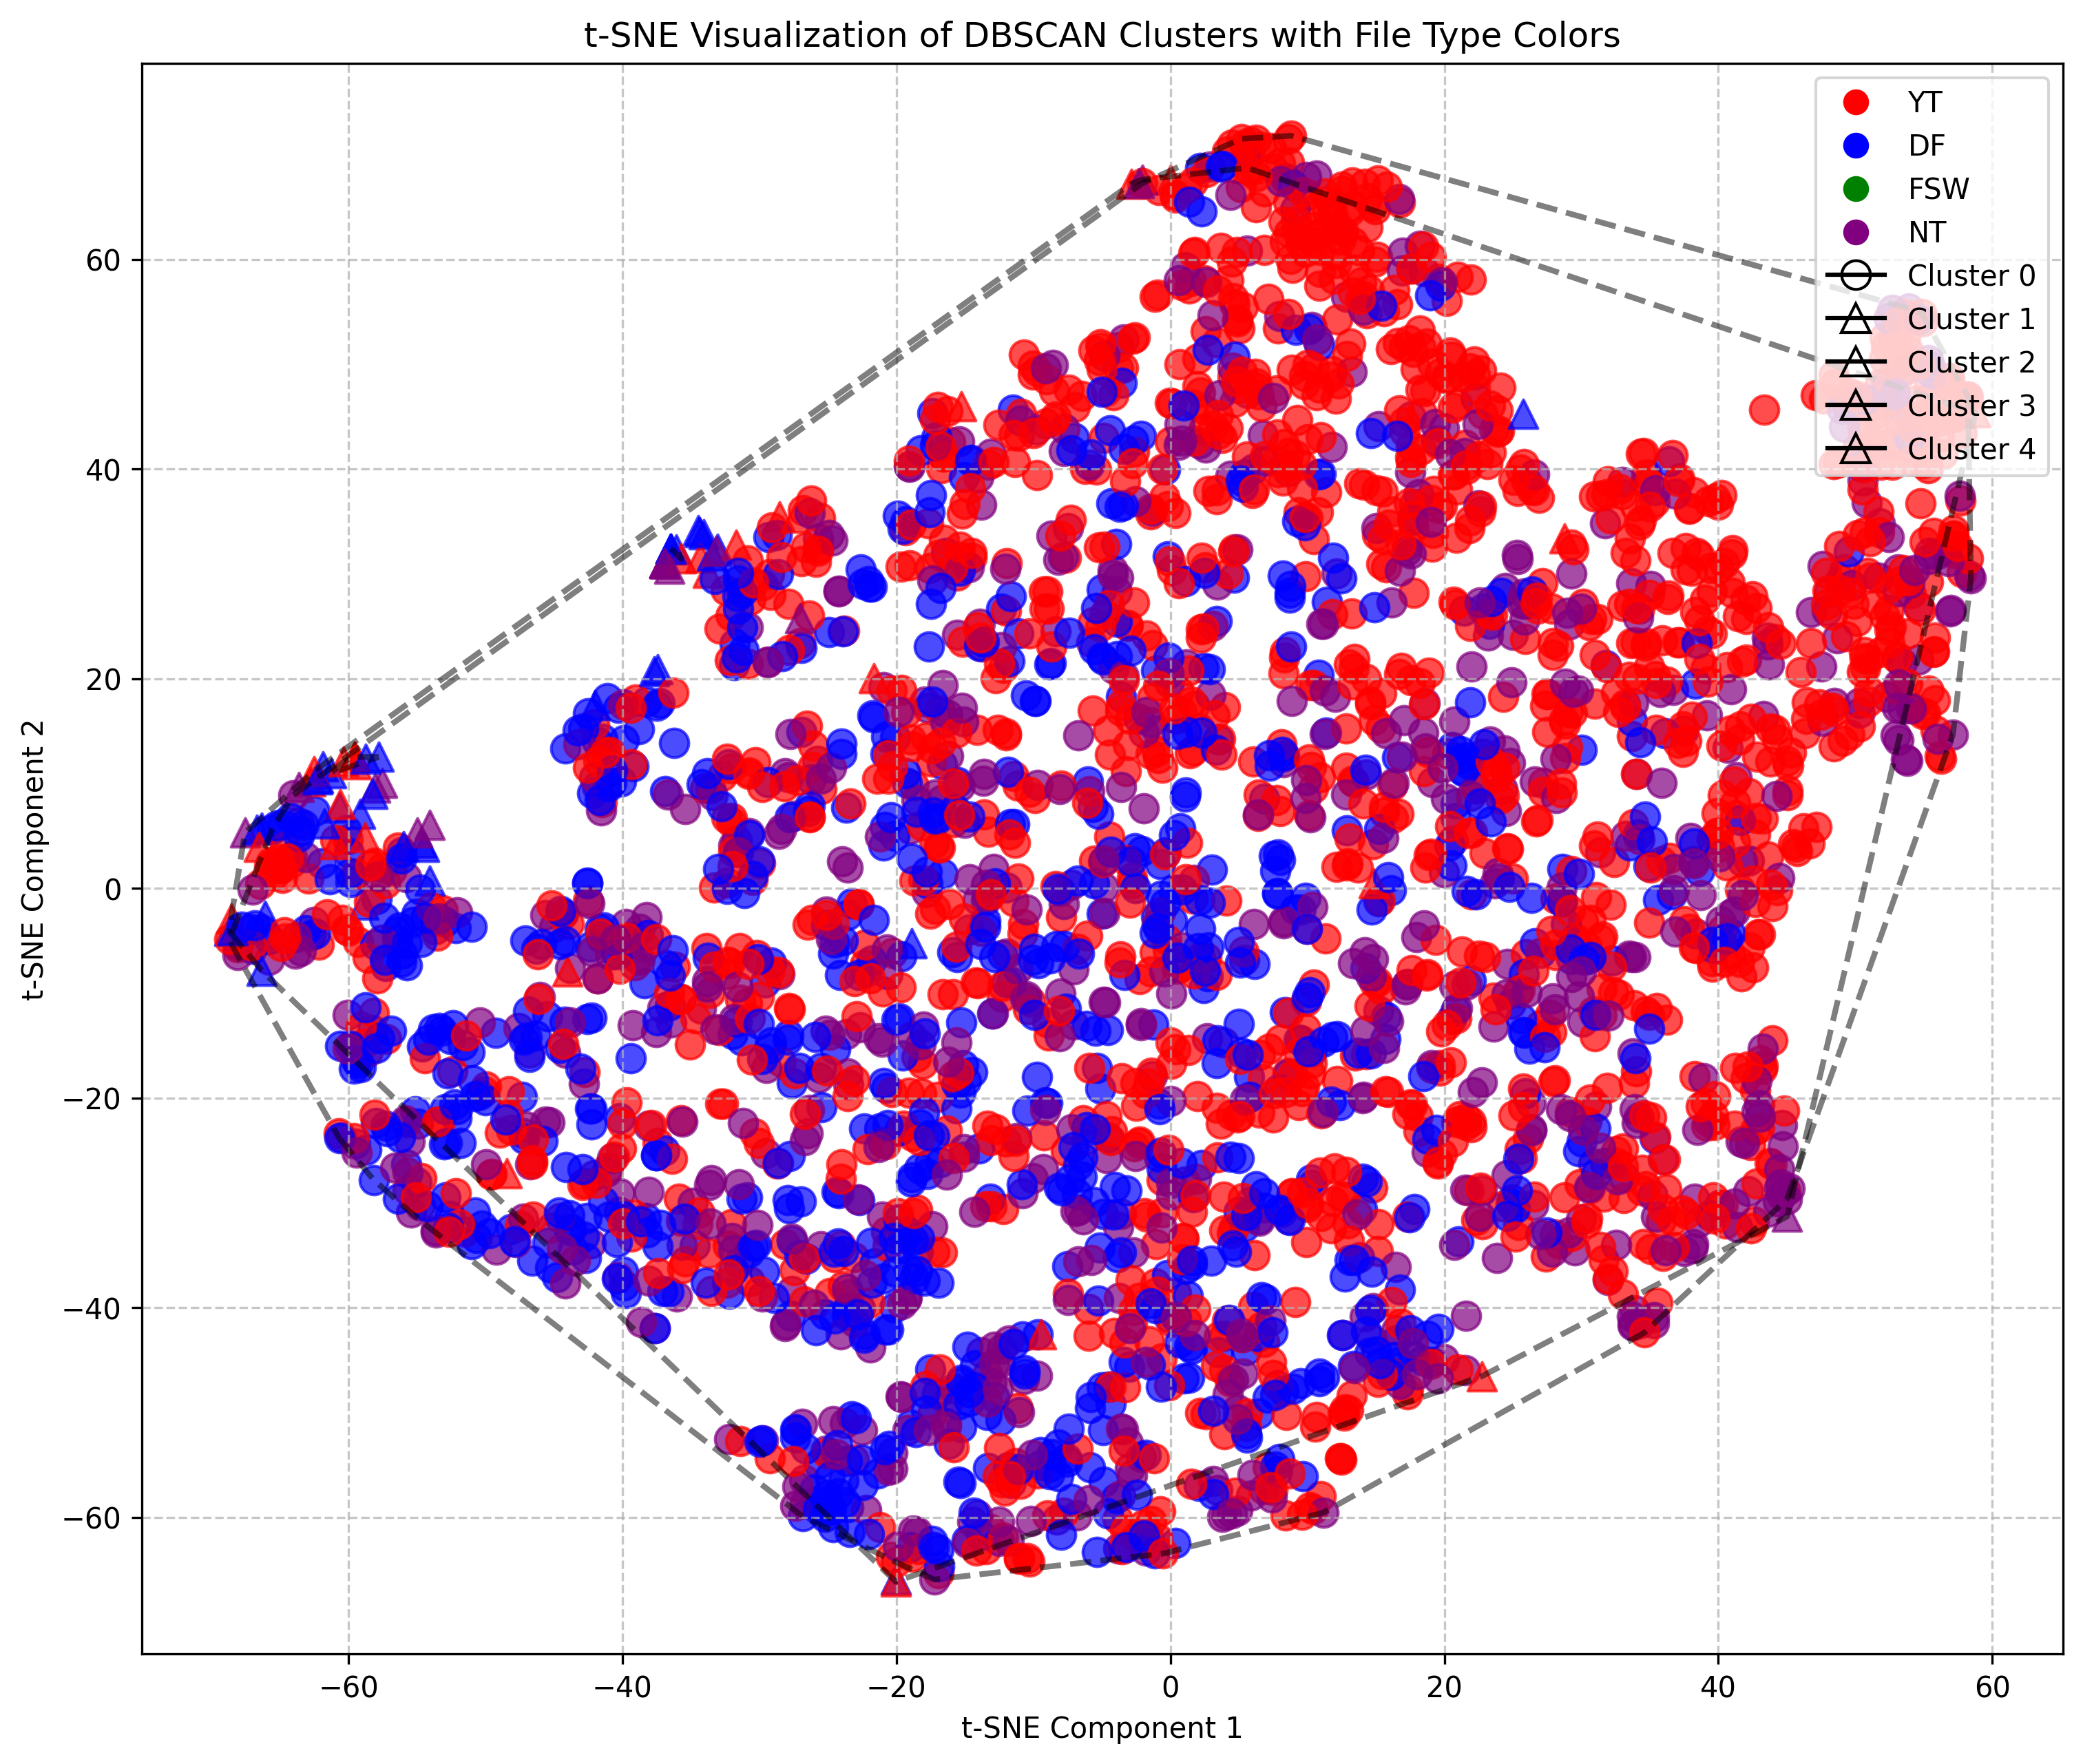 t-SNE Visualization of DBSCAN Clusters with File Type Colors
YT
DF
FSW
NT
Cluster 0
Cluster 1
Cluster 2
Cluster 3
Cluster 4
60
40
20
0
−20
−40
−60
t-SNE Component 2
−60 −40 −20 0 20 40 60
t-SNE Component 1